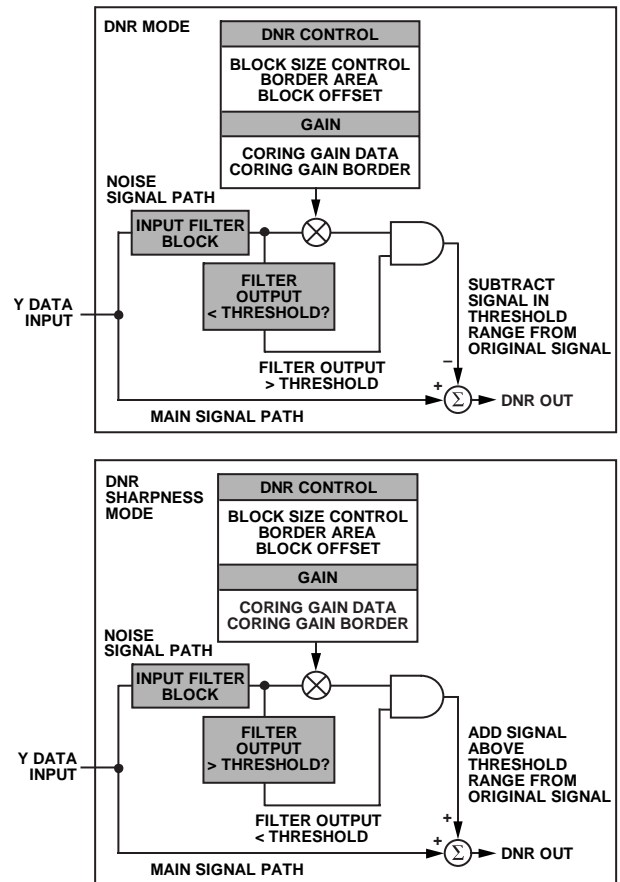 DNR MODE
DNR CONTROL
BLOCK SIZE CONTROL
BORDER AREA
BLOCK OFFSET
GAIN
CORING GAIN DATA
CORING GAIN BORDER
NOISE
SIGNAL PATH
INPUT FILTER
BLOCK
Y DATA
INPUT
FILTER
OUTPUT
< THRESHOLD?
FILTER OUTPUT
> THRESHOLD
SUBTRACT
SIGNAL IN
THRESHOLD
RANGE FROM
ORIGINAL SIGNAL
–
+
Σ
DNR OUT
MAIN SIGNAL PATH
DNR
SHARPNESS
MODE
DNR CONTROL
BLOCK SIZE CONTROL
BORDER AREA
BLOCK OFFSET
GAIN
CORING GAIN DATA
CORING GAIN BORDER
NOISE
SIGNAL PATH
INPUT FILTER
BLOCK
Y DATA
INPUT
FILTER
OUTPUT
> THRESHOLD?
FILTER OUTPUT
< THRESHOLD
ADD SIGNAL
ABOVE
THRESHOLD
RANGE FROM
ORIGINAL SIGNAL
+
+
Σ
DNR OUT
MAIN SIGNAL PATH